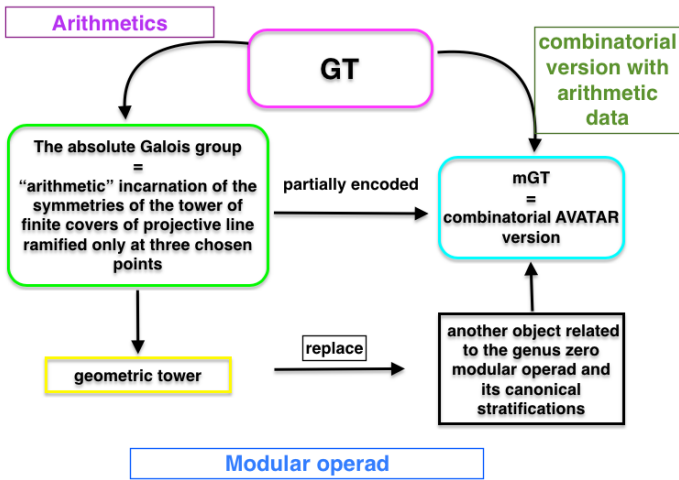 Arithmetics
GT
combinatorial
version with
arithmetic
data
The absolute Galois group
=
“arithmetic” incarnation of the
symmetries of the tower of
finite covers of projective line
ramified only at three chosen
points
partially encoded
mGT
=
combinatorial AVATAR
version
geometric tower
replace
another object related
to the genus zero
modular operad and
its canonical
stratifications
Modular operad